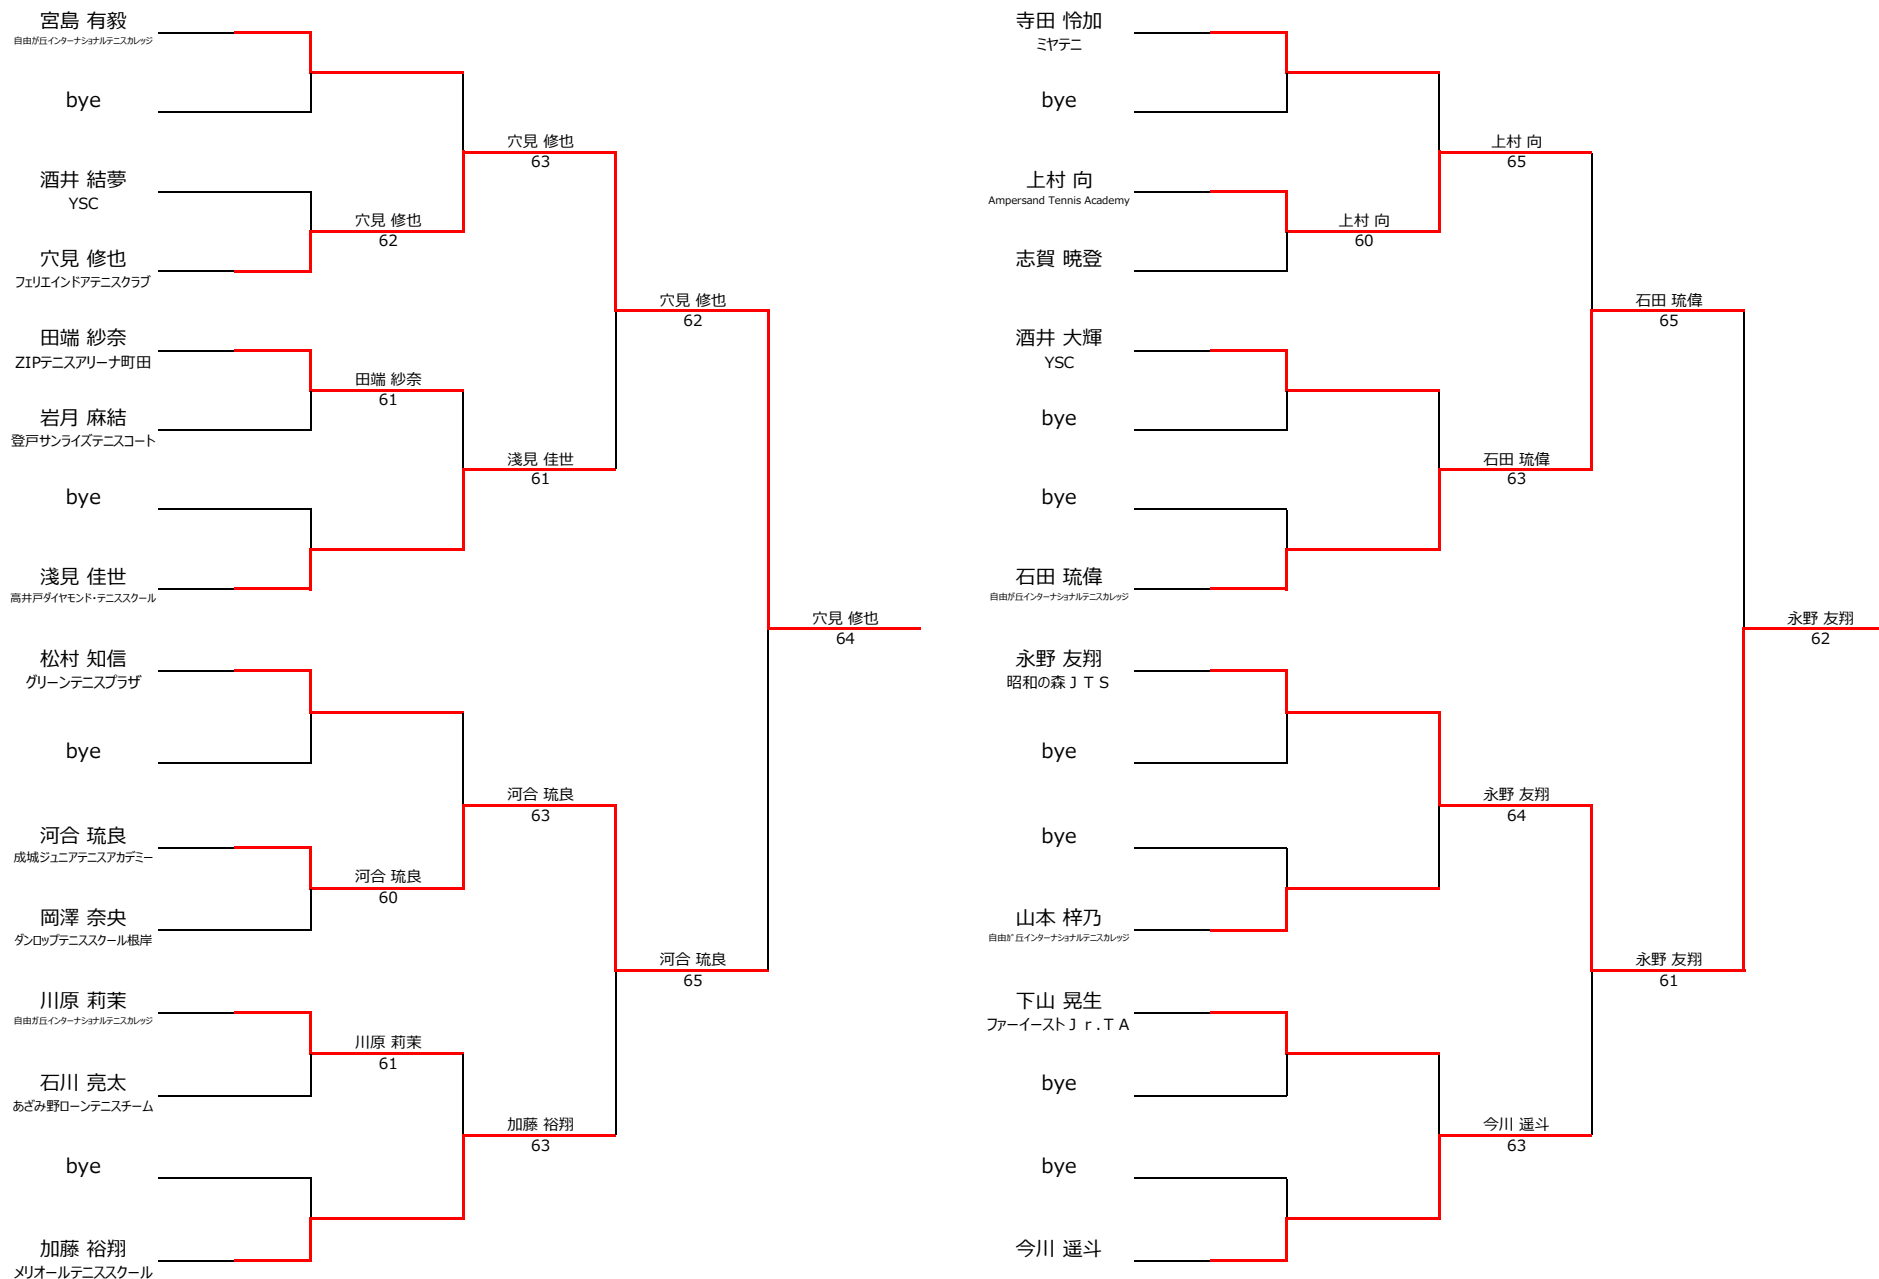 宮島 有毅
自由が丘インターナショナルテニスカレッジ
bye
穴見 修也
63
酒井 結夢
YSC
穴見 修也
62
穴見 修也
フェリエインドアテニスクラブ
穴見 修也
62
田端 紗奈
ZIPテニスアリーナ町田
田端 紗奈
61
岩月 麻結
登戸サンライズテニスコート
淺見 佳世
61
bye
淺見 佳世
高井戸ダイヤモンド・テニススクール
穴見 修也
64
松村 知信
グリーンテニスプラザ
bye
河合 琉良
63
河合 琉良
成城ジュニアテニスアカデミー
河合 琉良
60
岡澤 奈央
ダンロップテニススクール根岸
河合 琉良
65
川原 莉茉
自由ガ丘インターナショナルテニスカレッジ
川原 莉茉
61
石川 亮太
あざみ野ローンテニスチーム
加藤 裕翔
63
bye
加藤 裕翔
メリオールテニススクール
寺田 怜加
ミヤテニ
bye
上村 向
65
上村 向
Ampersand Tennis Academy
上村 向
60
志賀 暁登
石田 琉偉
65
酒井 大輝
YSC
bye
石田 琉偉
63
bye
石田 琉偉
自由が丘インターナショナルテニスカレッジ
永野 友翔
62
永野 友翔
昭和の森ＪＴＳ
bye
永野 友翔
64
bye
山本 梓乃
自由ｶﾞ丘インターナショナルテニスカレッジ
永野 友翔
61
下山 晃生
ファーイーストＪｒ.ＴＡ
bye
今川 遥斗
63
bye
今川 遥斗